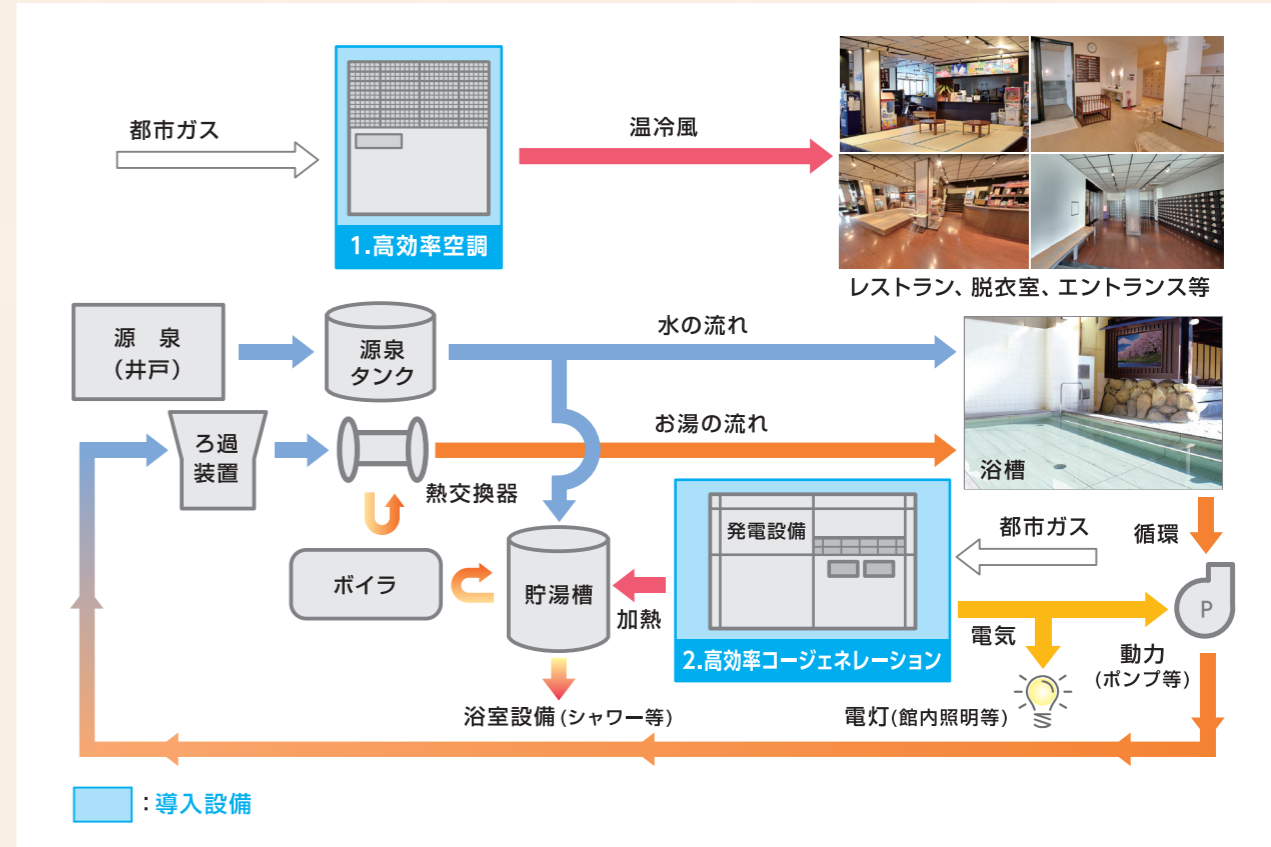 都市ガス
温冷風
1.高効率空調
レストラン、脱衣室、エントランス等
源 泉
（井戸）
源泉
タンク
水の流れ
ろ過
装置
お湯の流れ
熱交換器
浴槽
発電設備
都市ガス
循環
ボイラ
貯湯槽
加熱
P
電気
2.高効率コージェネレーション
動力
(ポンプ等)
浴室設備(シャワー等)
電灯(館内照明等)
：導入設備